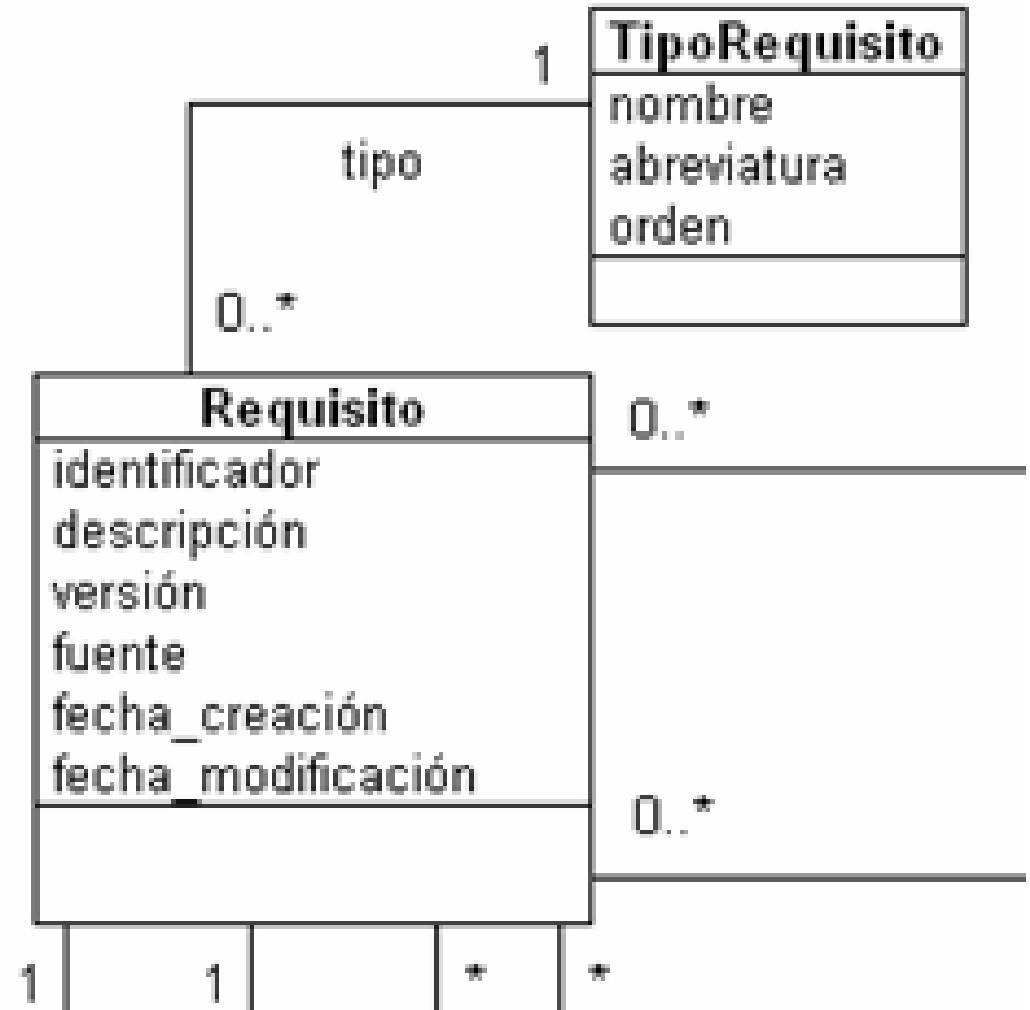 1
TipoRequisito
nombre
abreviatura
orden
tipo
0..*
Requisito
identificador
descripción
versión
fuente
fecha_creación
fecha_modificación
0..*
0..*
1
1
*
*